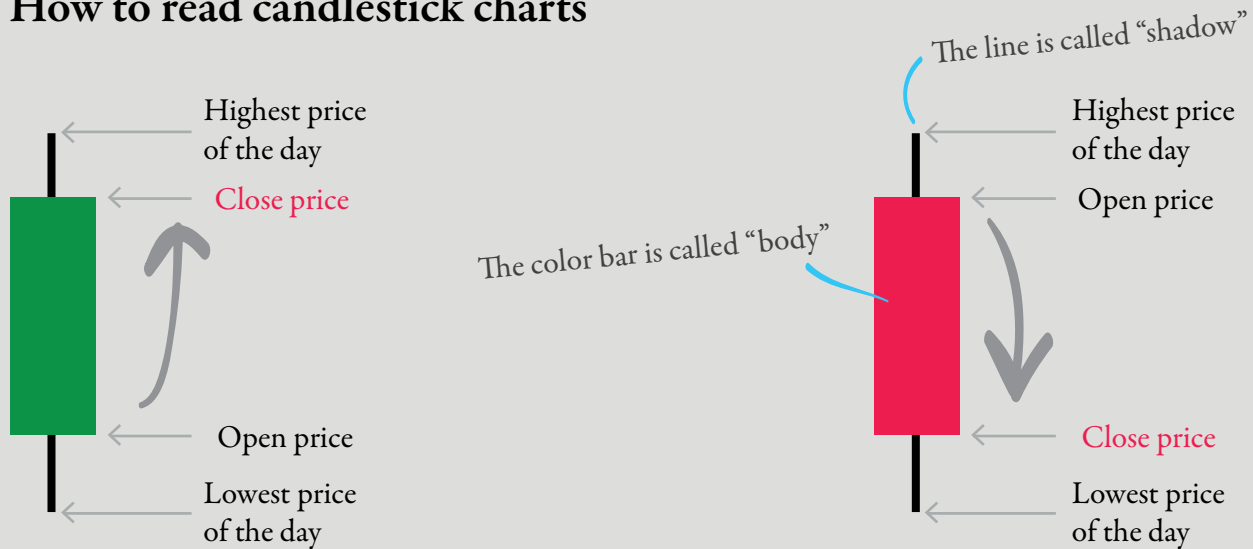 How to read candlestick charts
The line is called “shadow”
Highest price
of the day
Close price
Open price
Lowest price
of the day
The color bar is called “body”
Highest price
of the day
Open price
Close price
Lowest price
of the day